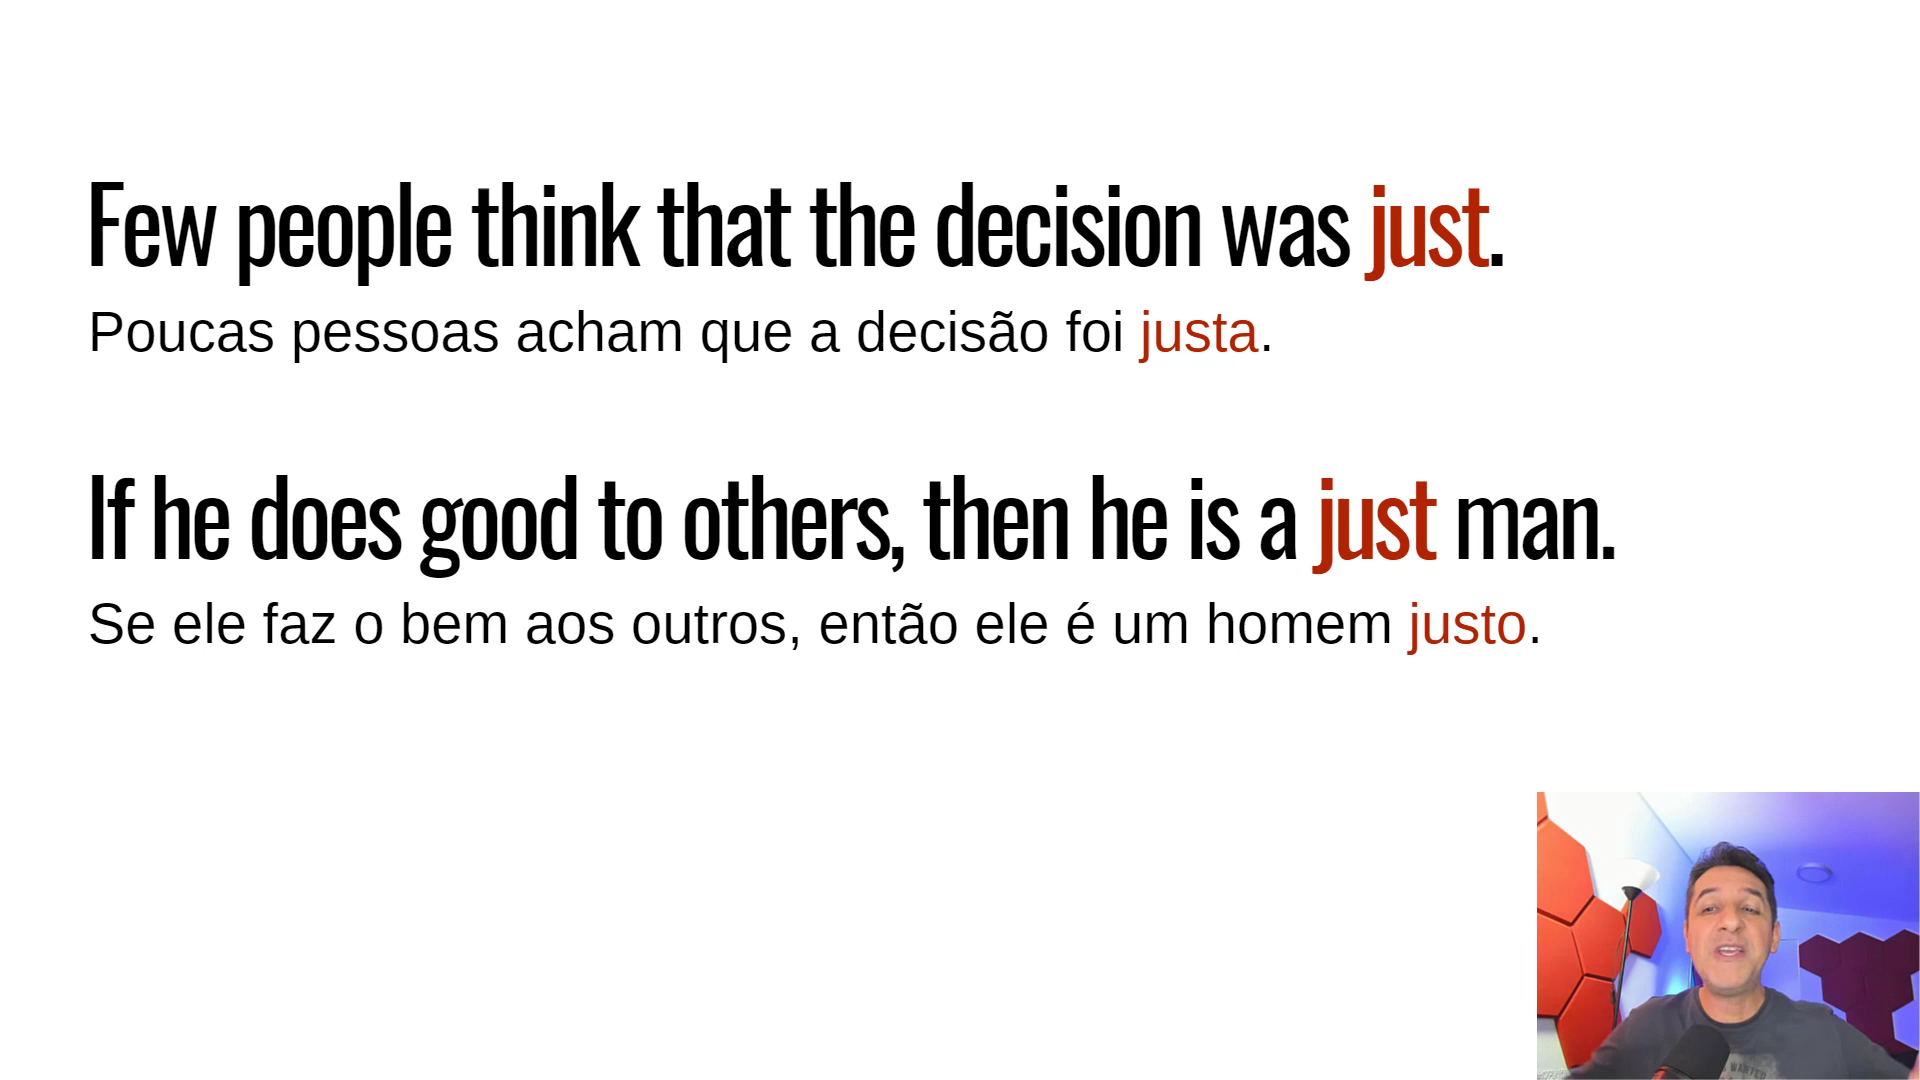 Few people think that the decision was just.
Poucas pessoas acham que a decisão foi justa.
If he does good to others, then he is a just man.
Se ele faz o bem aos outros, então ele é um homem justo.
WANTED